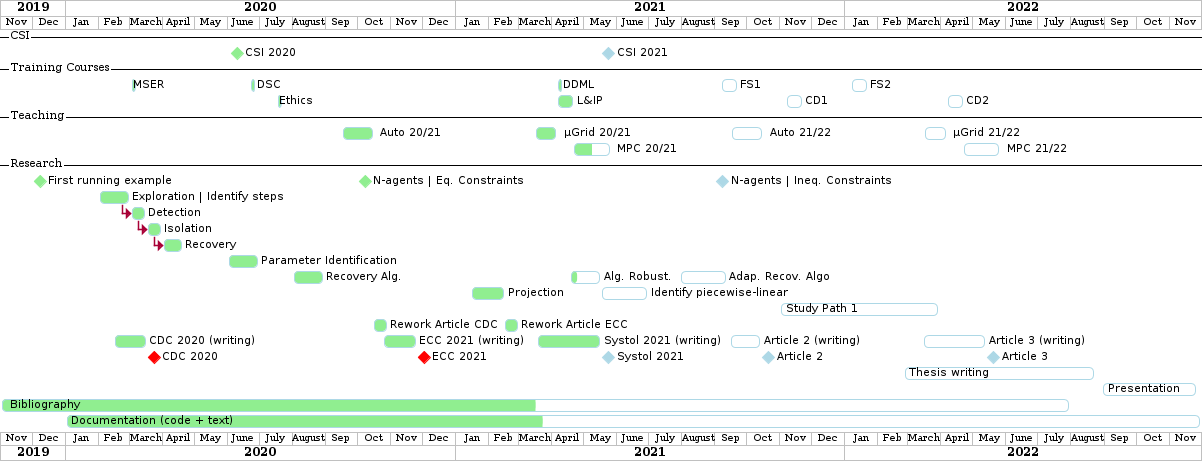 2019 2020 2021 2022
Nov Dec Jan Feb March April May June July August Sep Oct Nov Dec Jan Feb March April May June July August Sep Oct Nov Dec Jan Feb March April May June July August Sep Oct Nov
CSI
CSI 2020 CSI 2021
Training Courses
MSER DSC DDML FS1 FS2
Ethics L&IP CD1 CD2
Teaching
Auto 20/21 µGrid 20/21 Auto 21/22 µGrid 21/22
MPC 20/21 MPC 21/22
Research
First running example N-agents | Eq. Constraints N-agents | Ineq. Constraints
Exploration | Identify steps
Detection
Isolation
Recovery
Parameter Identification
Recovery Alg. Alg. Robust. Adap. Recov. Algo
Projection Identify piecewise-linear
Study Path 1
Rework Article CDC Rework Article ECC
CDC 2020 (writing) ECC 2021 (writing) Systol 2021 (writing) Article 2 (writing) Article 3 (writing)
CDC 2020 ECC 2021 Systol 2021 Article 2 Article 3
Thesis writing
Presentation
Bibliography
Documentation (code + text)
Nov Dec Jan Feb March April May June July August Sep Oct Nov Dec Jan Feb March April May June July August Sep Oct Nov Dec Jan Feb March April May June July August Sep Oct Nov
2019 2020 2021 2022